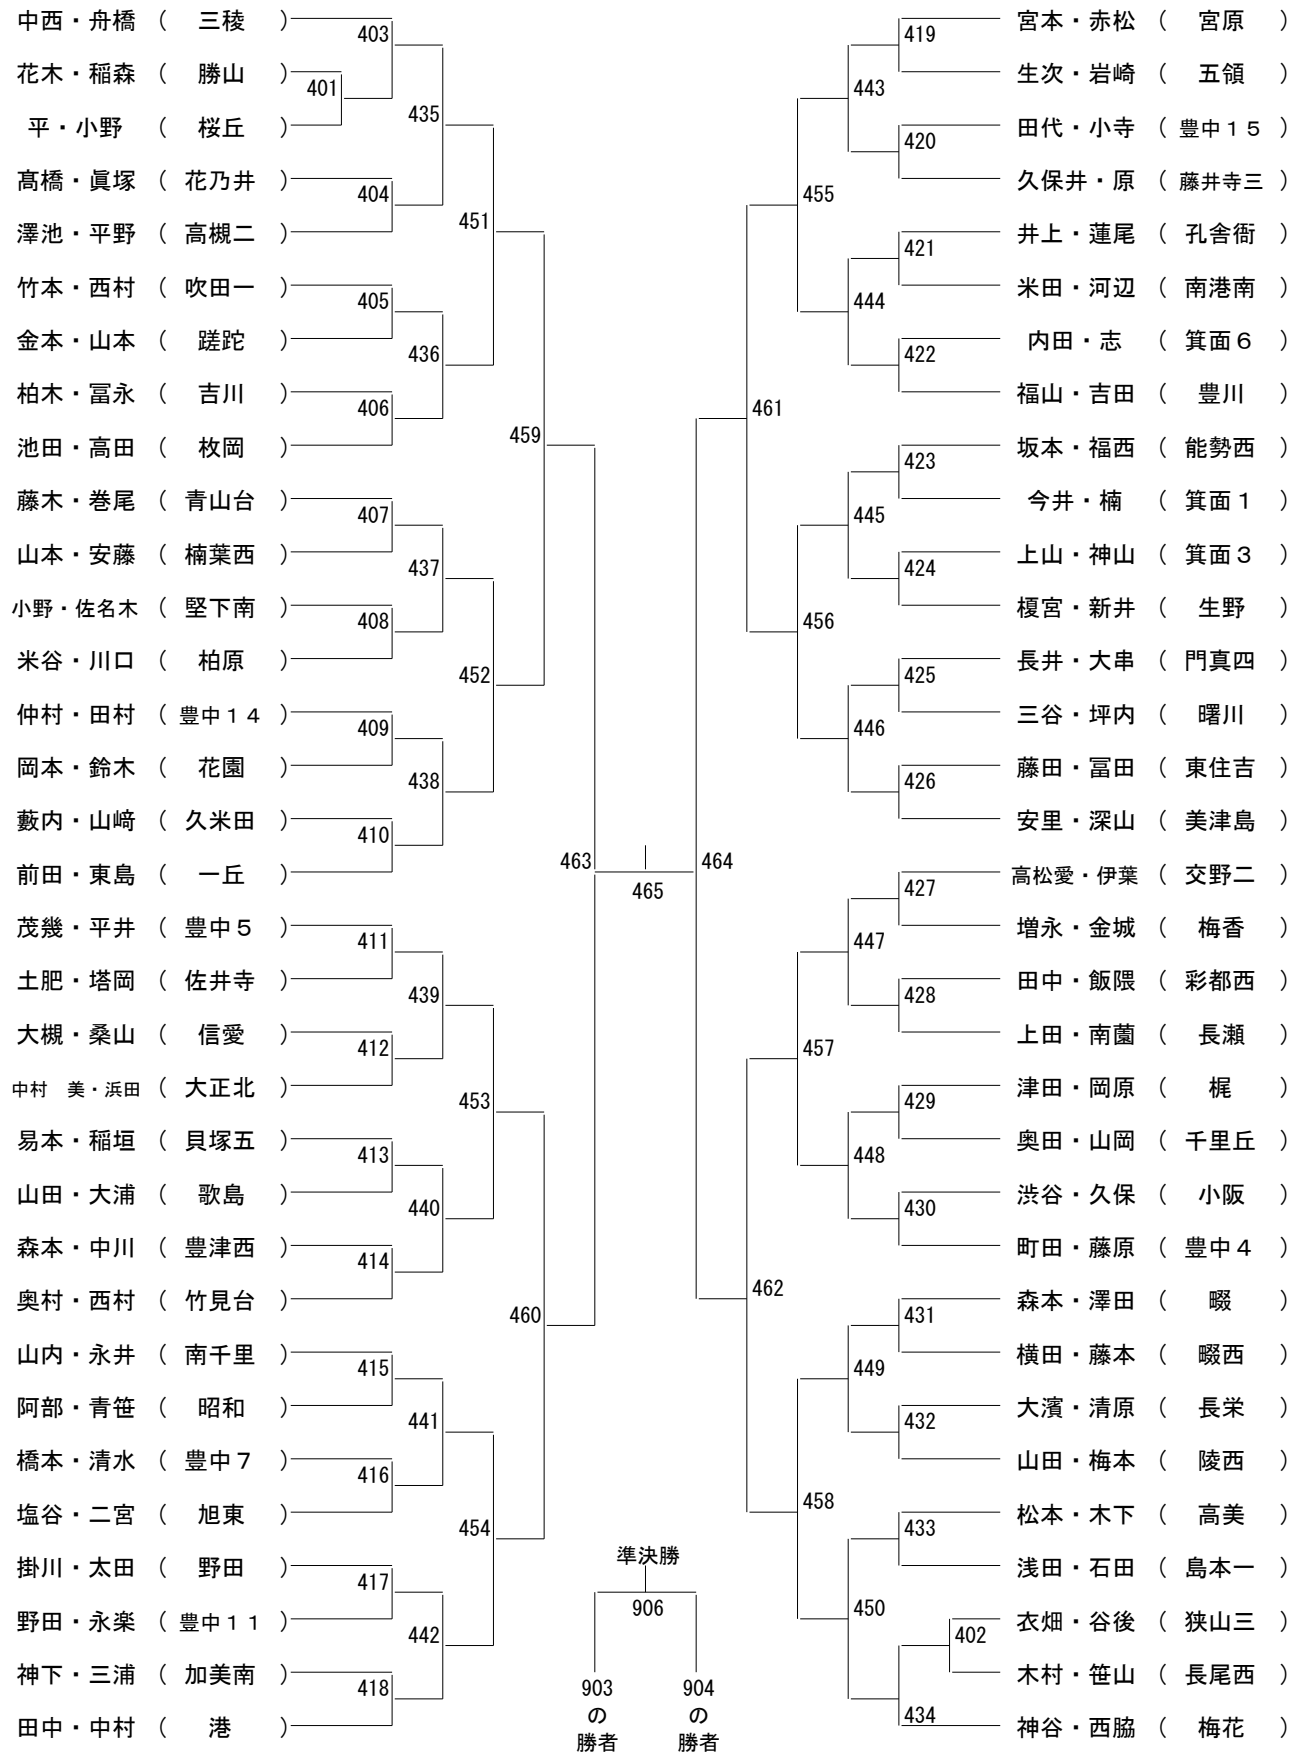 中西・舟橋 （ 三稜 ）
花木・稲森 （ 勝山 ）
平・小野 （ 桜丘 ）
髙橋・眞塚 （ 花乃井 ）
澤池・平野 （ 高槻二 ）
竹本・西村 （ 吹田一 ）
金本・山本 （ 蹉跎 ）
柏木・冨永 （ 吉川 ）
池田・高田 （ 枚岡 ）
藤木・巻尾 （ 青山台 ）
山本・安藤 （ 楠葉西 ）
小野・佐名木 （ 堅下南 ）
米谷・川口 （ 柏原 ）
仲村・田村 （ 豊中１４ ）
岡本・鈴木 （ 花園 ）
藪内・山﨑 （ 久米田 ）
前田・東島 （ 一丘 ）
茂幾・平井 （ 豊中５ ）
土肥・塔岡 （ 佐井寺 ）
大槻・桑山 （ 信愛 ）
中村　美・浜田 （ 大正北 ）
易本・稲垣 （ 貝塚五 ）
山田・大浦 （ 歌島 ）
森本・中川 （ 豊津西 ）
奥村・西村 （ 竹見台 ）
山内・永井 （ 南千里 ）
阿部・青笹 （ 昭和 ）
橋本・清水 （ 豊中７ ）
塩谷・二宮 （ 旭東 ）
掛川・太田 （ 野田 ）
野田・永楽 （ 豊中１１ ）
神下・三浦 （ 加美南 ）
田中・中村 （ 港 ）
401
403
404
405
406
407
408
409
410
411
412
413
414
415
416
417
418
435
436
437
438
439
440
441
442
451
452
453
454
459
460
463
465
464
461
462
455
456
457
458
443
444
445
446
447
448
449
450
419
420
421
422
423
424
425
426
427
428
429
430
431
432
433
402
434
宮本・赤松 （ 宮原 ）
生次・岩崎 （ 五領 ）
田代・小寺 （ 豊中１５ ）
久保井・原 （ 藤井寺三 ）
井上・蓮尾 （ 孔舎衙 ）
米田・河辺 （ 南港南 ）
内田・志 （ 箕面６ ）
福山・吉田 （ 豊川 ）
坂本・福西 （ 能勢西 ）
今井・楠 （ 箕面１ ）
上山・神山 （ 箕面３ ）
榎宮・新井 （ 生野 ）
長井・大串 （ 門真四 ）
三谷・坪内 （ 曙川 ）
藤田・冨田 （ 東住吉 ）
安里・深山 （ 美津島 ）
高松愛・伊葉 （ 交野二 ）
増永・金城 （ 梅香 ）
田中・飯隈 （ 彩都西 ）
上田・南薗 （ 長瀬 ）
津田・岡原 （ 梶 ）
奥田・山岡 （ 千里丘 ）
渋谷・久保 （ 小阪 ）
町田・藤原 （ 豊中４ ）
森本・澤田 （ 畷 ）
横田・藤本 （ 畷西 ）
大濱・清原 （ 長栄 ）
山田・梅本 （ 陵西 ）
松本・木下 （ 高美 ）
浅田・石田 （ 島本一 ）
衣畑・谷後 （ 狭山三 ）
木村・笹山 （ 長尾西 ）
神谷・西脇 （ 梅花 ）
準決勝
906
903
の
勝者
904
の
勝者